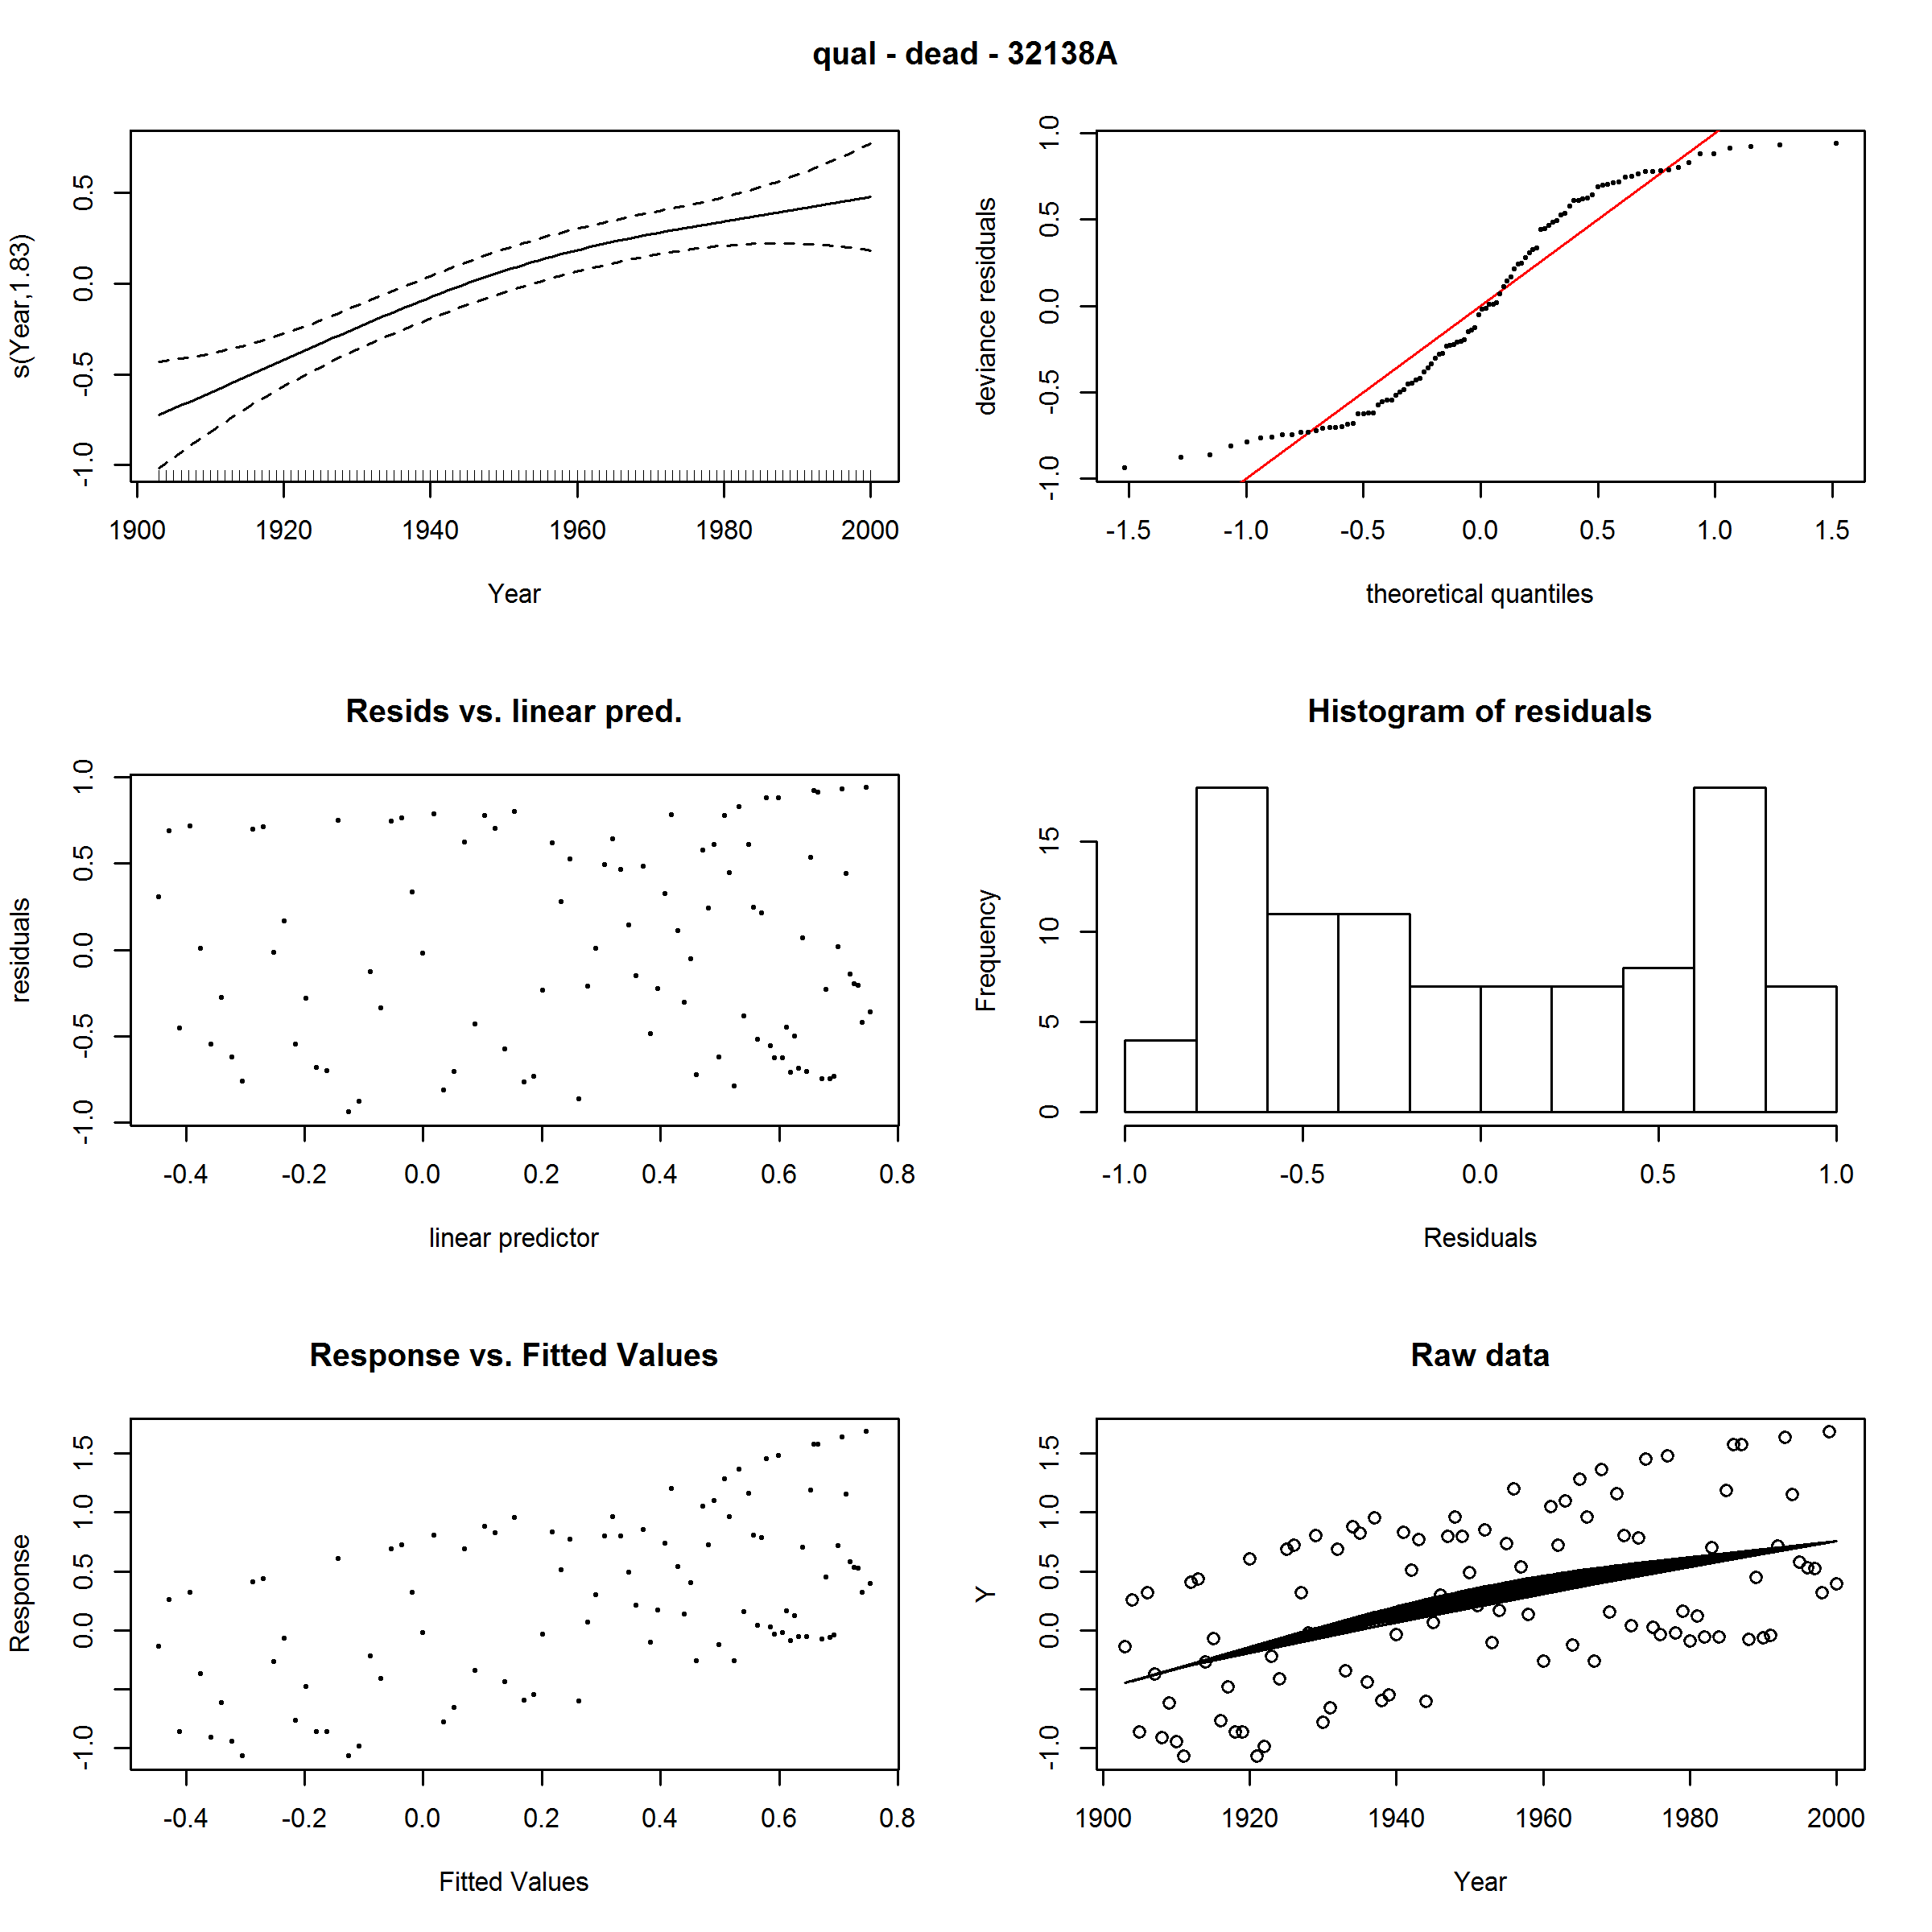 qual - dead - 32138A
s(Year,1.83)
0.5
0.0
-0.5
-1.0
1900 1920 1940 1960 1980 2000
Year
deviance residuals
1.0
0.5
0.0
-0.5
-1.0
-1.5 -1.0 -0.5 0.0 0.5 1.0 1.5
theoretical quantiles
Resids vs. linear pred.
residuals
1.0
0.5
0.0
-0.5
-1.0
-0.4 -0.2 0.0 0.2 0.4 0.6 0.8
linear predictor
Histogram of residuals
Frequency
15
10
5
0
-1.0 -0.5 0.0 0.5 1.0
Residuals
Response vs. Fitted Values
Response
1.5
1.0
0.5
0.0
-1.0
-0.4 -0.2 0.0 0.2 0.4 0.6 0.8
Fitted Values
Raw data
Y
1.5
1.0
0.5
0.0
-1.0
1900 1920 1940 1960 1980 2000
Year